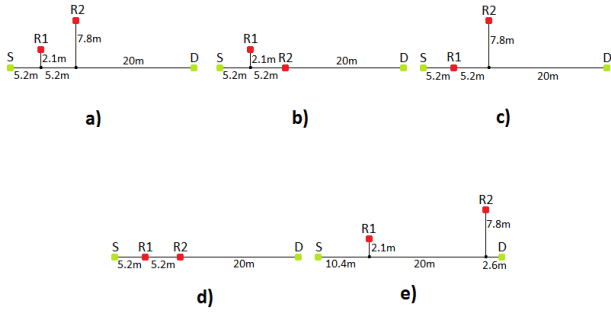 R2
R1
7.8m
S
2.1m
20m
D
5.2m 5.2m
a)
R1
S
2.1m
R2
20m
D
5.2m 5.2m
b)
R2
7.8m
S
R1
D
5.2m 5.2m
20m
c)
S
R1
R2
D
5.2m 5.2m
20m
d)
R2
R1
7.8m
S
2.1m
D
10.4m
20m
2.6m
e)